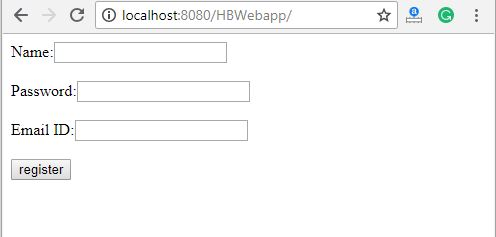 localhost:8080/HBWebapp/
Name:
Password:
Email ID:
register